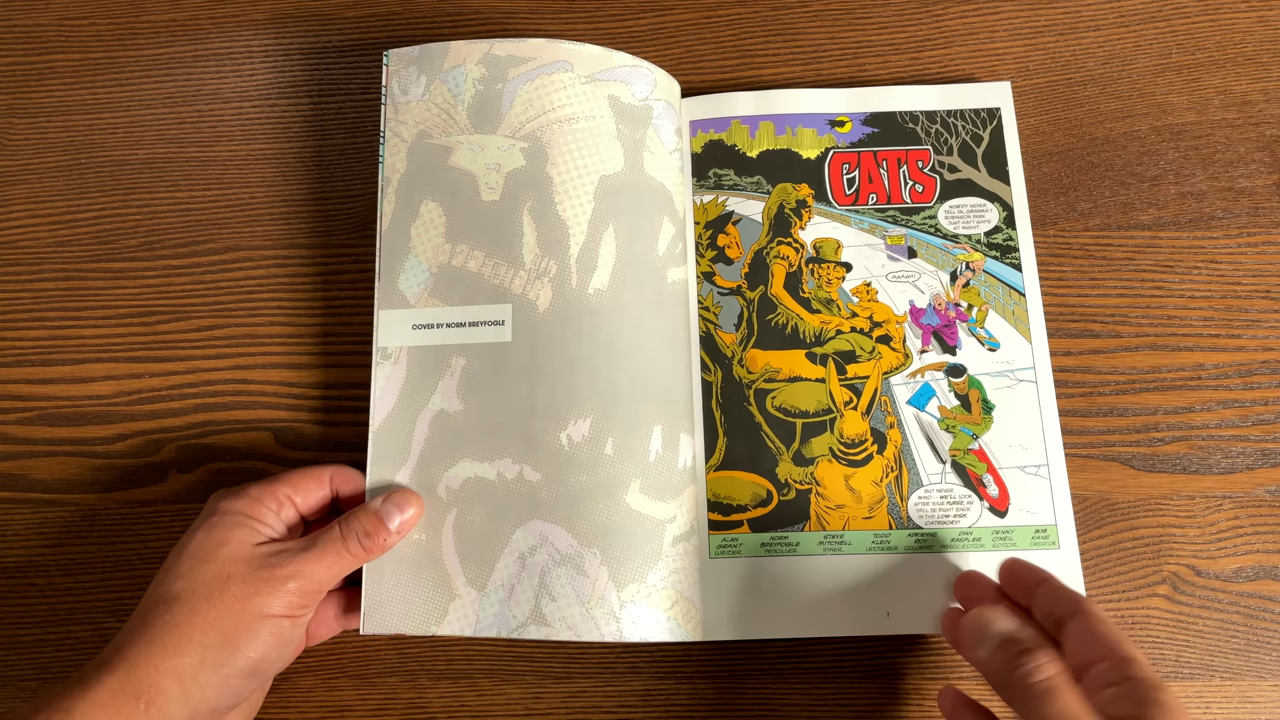 COVER BY NORM BREYFOGLE
CATS
NOBODY NEVER
TELL YA, GRANMA?
ROBINSON PARK
JUST AIN'T SAFE
AT NIGHT.
AAAAH!
BUT NEVER
MIND -- WE'LL LOOK
AFTER YOUR PURSE, AN'
YA'LL BE RIGHT BACK
IN THE LOW-RISK
CATEGORY!
ALAN
GRANT
WRITER
NORM
BREYFOGLE
PENCILLER
STEVE
MITCHELL
INKER
TODD
KLEIN
LETTERER
ADRIENNE
ROY
COLORIST
DAN
RASPLER
ASSOC. EDITOR
DENNY
O'NEIL
EDITOR
BOB
KANE
CREATOR
1